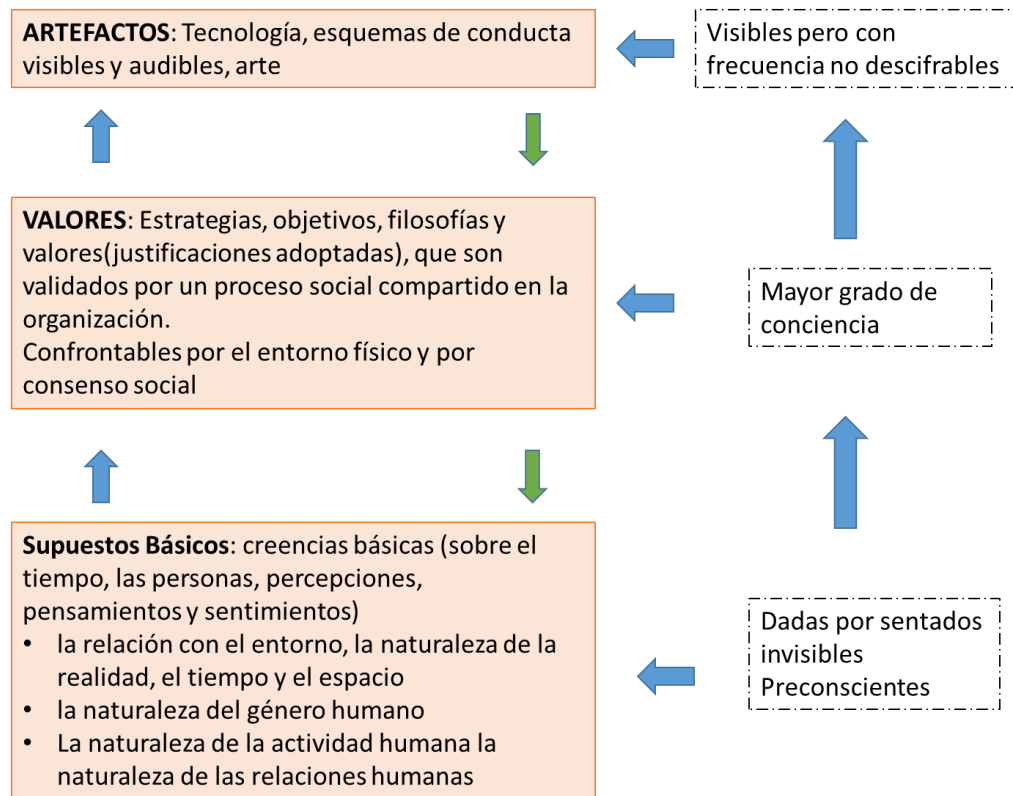 ARTEFACTOS: Tecnología, esquemas de conducta
visibles y audibles, arte
Visibles pero con
frecuencia no descifrables
VALORES: Estrategias, objetivos, filosofías y
valores(justificaciones adoptadas), que son
validados por un proceso social compartido en la
organización.
Confrontables por el entorno físico y por
consenso social
Mayor grado de
conciencia
Supuestos Básicos: creencias básicas (sobre el
tiempo, las personas, percepciones,
pensamientos y sentimientos)
• la relación con el entorno, la naturaleza de la
realidad, el tiempo y el espacio
• la naturaleza del género humano
• La naturaleza de la actividad humana la
naturaleza de las relaciones humanas
Dadas por sentados
invisibles
Preconscientes